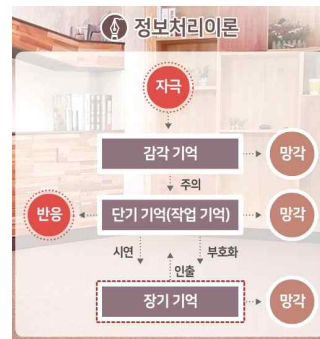 정보처리이론
자극
감각 기억
망각
주의
반응
단기 기억(작업 기억)
망각
시연
부호화
인출
장기 기억
망각